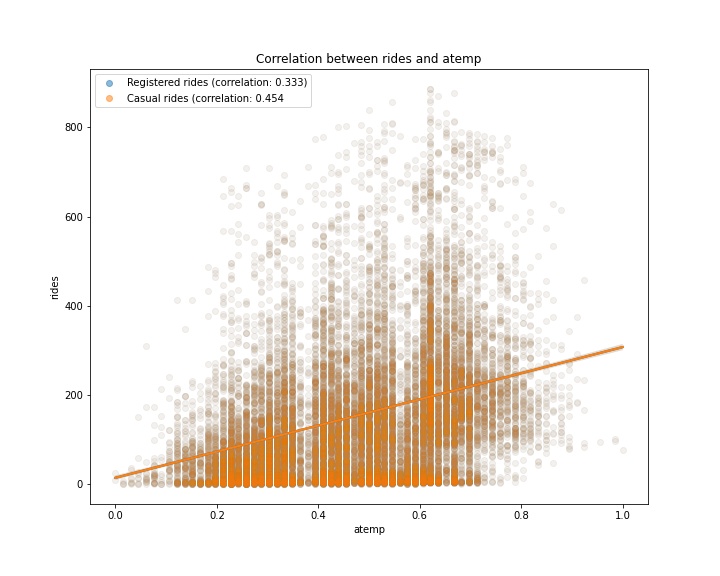 Correlation between rides and atemp
Registered rides (correlation: 0.333)
Casual rides (correlation: 0.454
800
600
400
200
0
rides
0.0 0.2 0.4 0.6 0.8 1.0
atemp